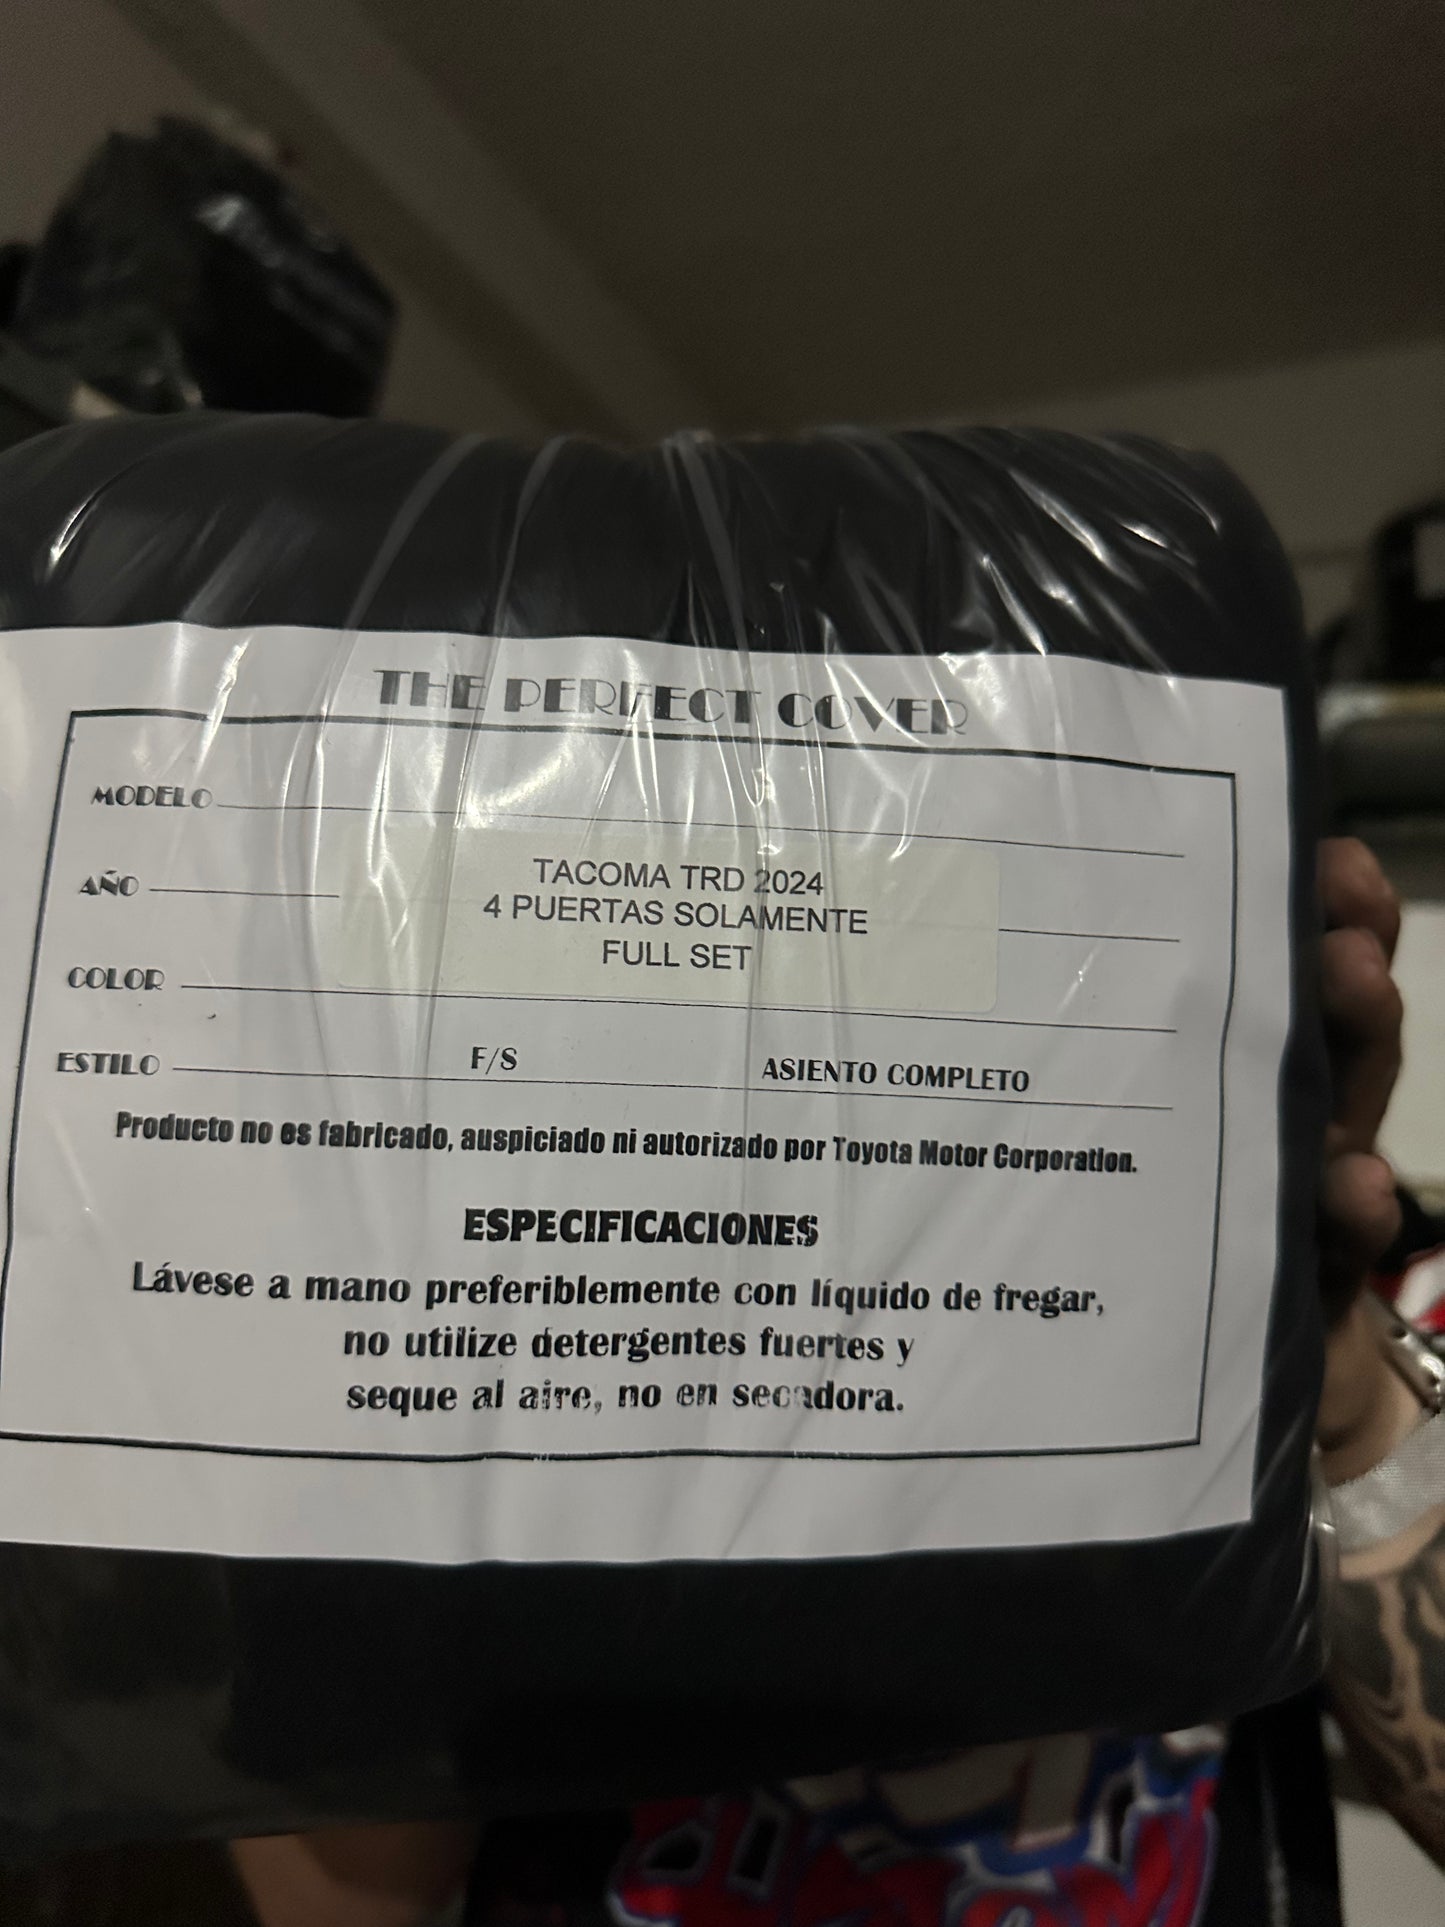 THE PERFECT COVER
MODELO
TACOMA TRD 2024
AÑO
4 PUERTAS SOLAMENTE
FULL SET
COLOR
ESTILO F/S ASIENTO COMPLETO
Producto no es fabricado, auspiciado ni autorizado por Toyota Motor Corporation.
ESPECIFICACIONES
Lávese a mano preferiblemente con líquido de fregar,
no utilize detergentes fuertes y
seque al aire, no en secadora.